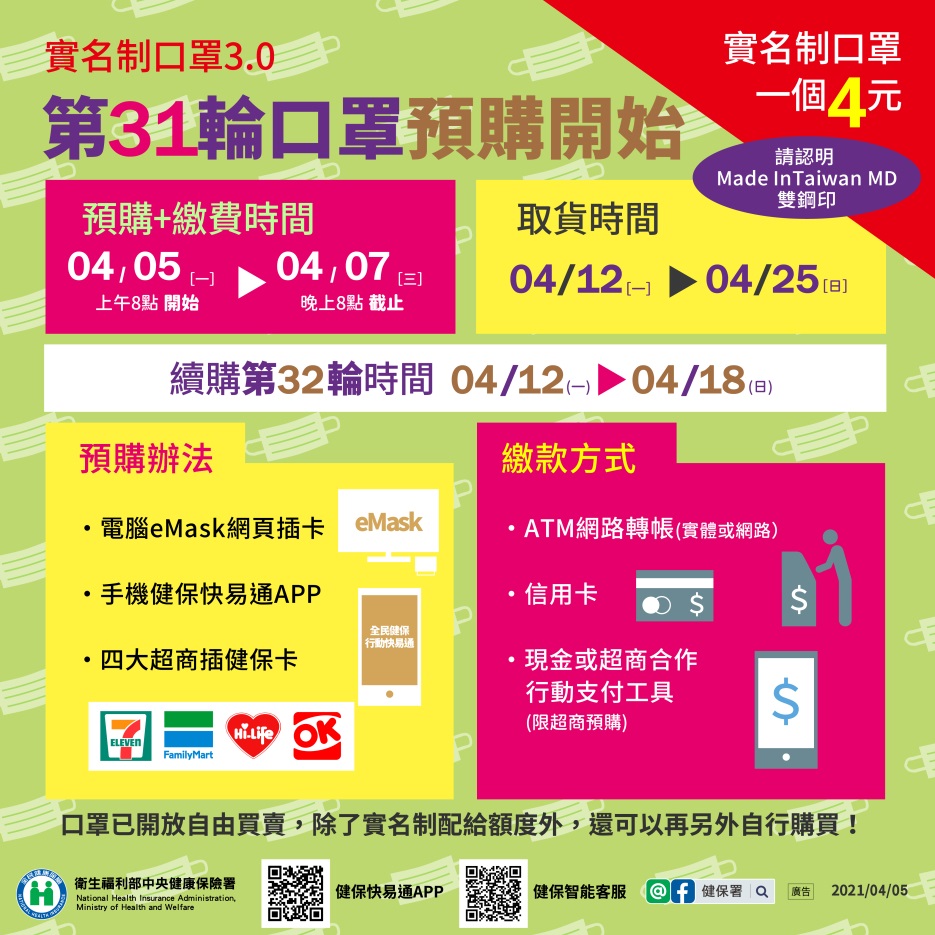 實名制口罩3.0
第31輪口罩預購開始
實名制口罩
一個4元
請認明
Made InTaiwan MD
雙鋼印
預購+繳費時間
04/05 [一] ▶ 04/07 [三]
上午8點 開始 晚上8點 截止
取貨時間
04/12 [一] ▶ 04/25 [日]
續購第32輪時間 04/12 (一) ▶ 04/18 (日)
預購辦法
・電腦eMask網頁插卡
eMask
・手機健保快易通APP
全民健保
行動快易通
・四大超商插健保卡
7
ELEVEN
FamilyMart
Hi-Life
OK
繳款方式
・ATM網路轉帳(實體或網路)
・信用卡
$
$
・現金或超商合作
行動支付工具
(限超商預購)
$
口罩已開放自由買賣，除了實名制配給額度外，還可以再另外自行購買！
全民健康保險
NATIONAL HEALTH INSURANCE
衛生福利部中央健康保險署
National Health Insurance Administration,
Ministry of Health and Welfare
健保快易通APP
健保智能客服
健保署
廣告
2021/04/05